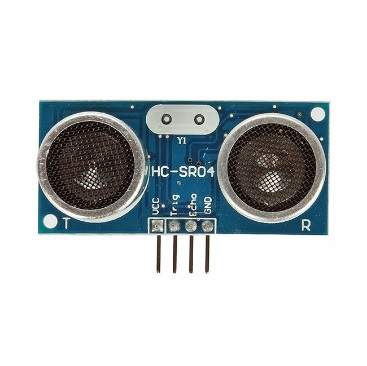 Y1
HC-SR04
T
VCC
Trig
Echo
GND
R